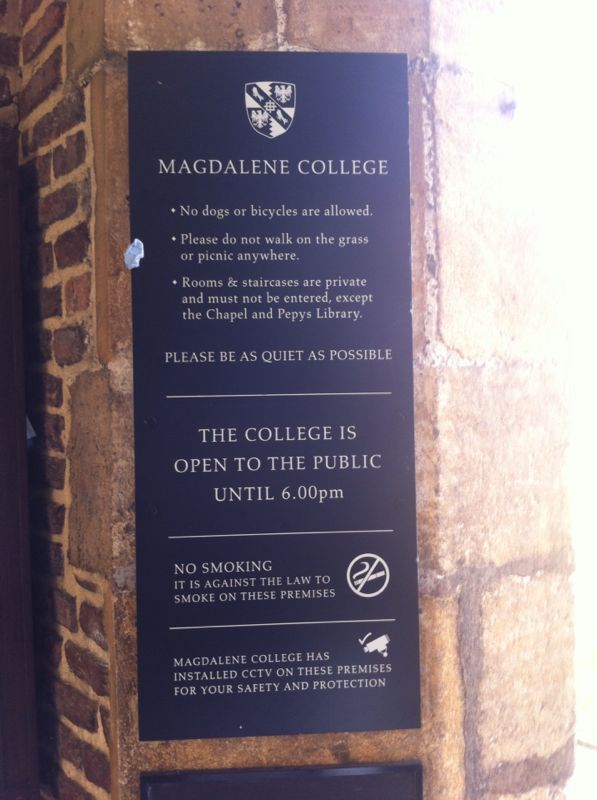 MAGDALENE COLLEGE
• No dogs or bicycles are allowed.
• Please do not walk on the grass
or picnic anywhere.
• Rooms & staircases are private
and must not be entered, except
the Chapel and Pepys Library.
PLEASE BE AS QUIET AS POSSIBLE
THE COLLEGE IS
OPEN TO THE PUBLIC
UNTIL 6.00pm
NO SMOKING
IT IS AGAINST THE LAW TO
SMOKE ON THESE PREMISES
MAGDALENE COLLEGE HAS
INSTALLED CCTV ON THESE PREMISES
FOR YOUR SAFETY AND PROTECTION